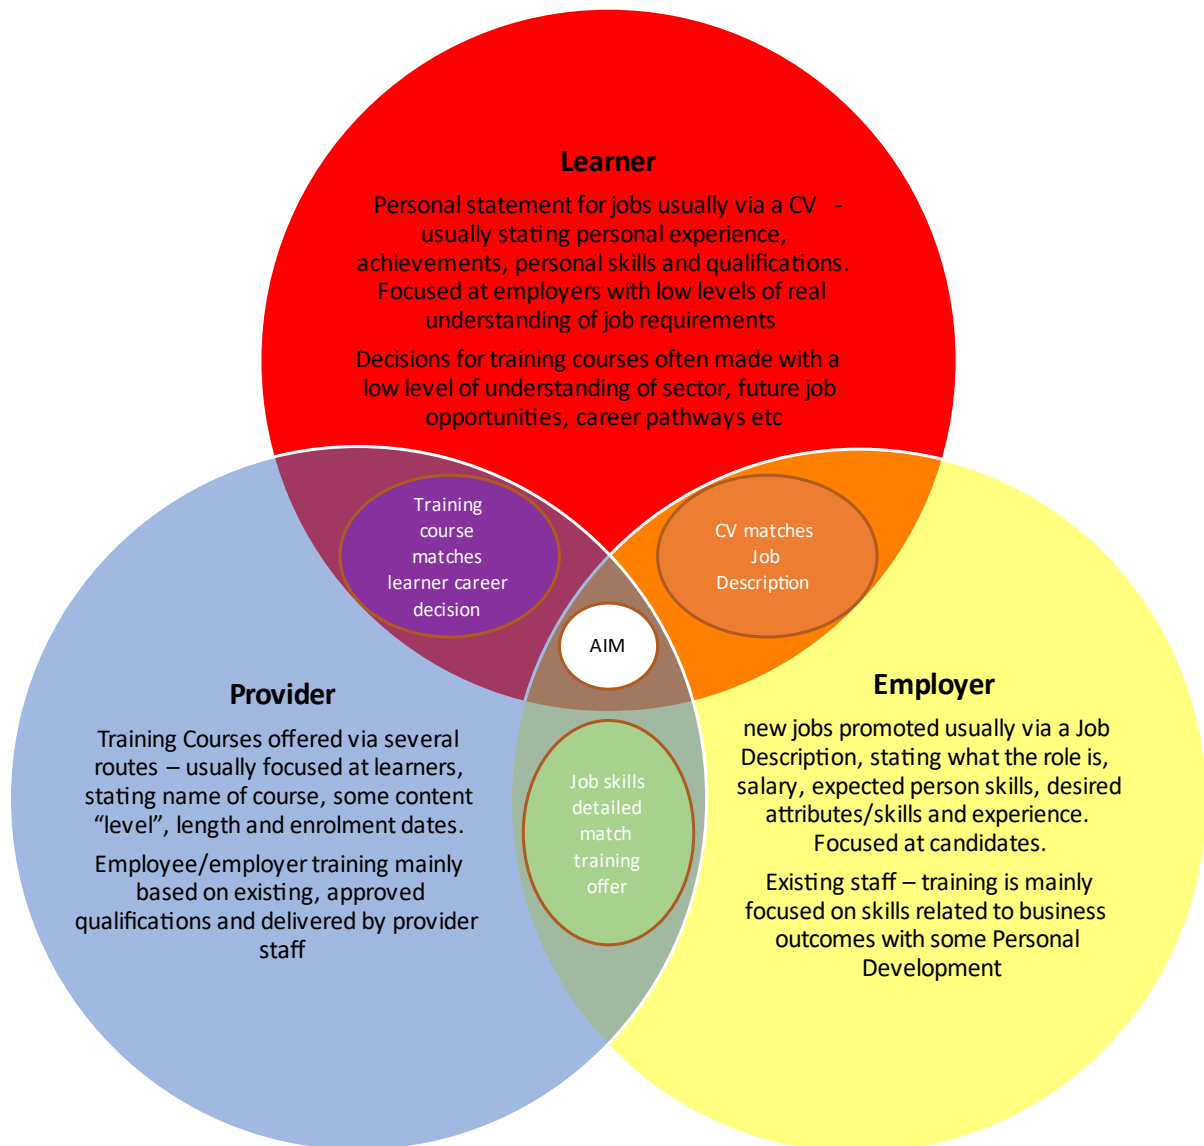 Learner
Personal statement for jobs usually via a CV -
usually stating personal experience,
achievements, personal skills and qualifications.
Focused at employers with low levels of real
understanding of job requirements
Decisions for training courses often made with a
low level of understanding of sector, future job
opportunities, career pathways etc
Training
course
matches
learner career
decision
CV matches
Job
Description
AIM
Provider
Training Courses offered via several
routes – usually focused at learners,
stating name of course, some content
“level”, length and enrolment dates.
Employee/employer training mainly
based on existing, approved
qualifications and delivered by provider
staff
Job skills
detailed
match
training
offer
Employer
new jobs promoted usually via a Job
Description, stating what the role is,
salary, expected person skills, desired
attributes/skills and experience.
Focused at candidates.
Existing staff – training is mainly
focused on skills related to business
outcomes with some Personal
Development